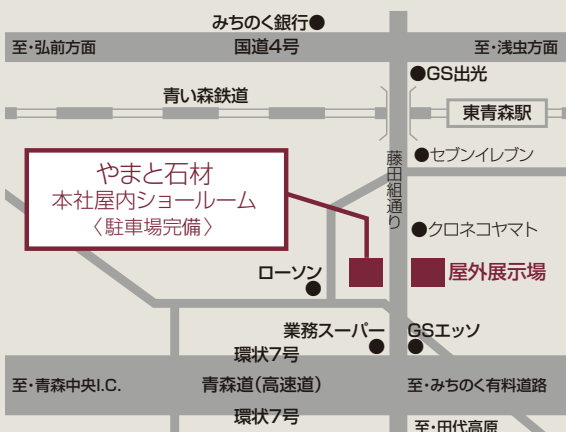 みちのく銀行●
至・弘前方面
国道4号
至・浅虫方面
●GS出光
青い森鉄道
東青森駅
●セブンイレブン
藤田組通り
やまと石材
本社屋内ショールーム
〈駐車場完備〉
●クロネコヤマト
ローソン
屋外展示場
業務スーパー
GSエッソ
環状7号
至・青森中央I.C.
青森道(高速道)
至・みちのく有料道路
環状7号
至・田代高原